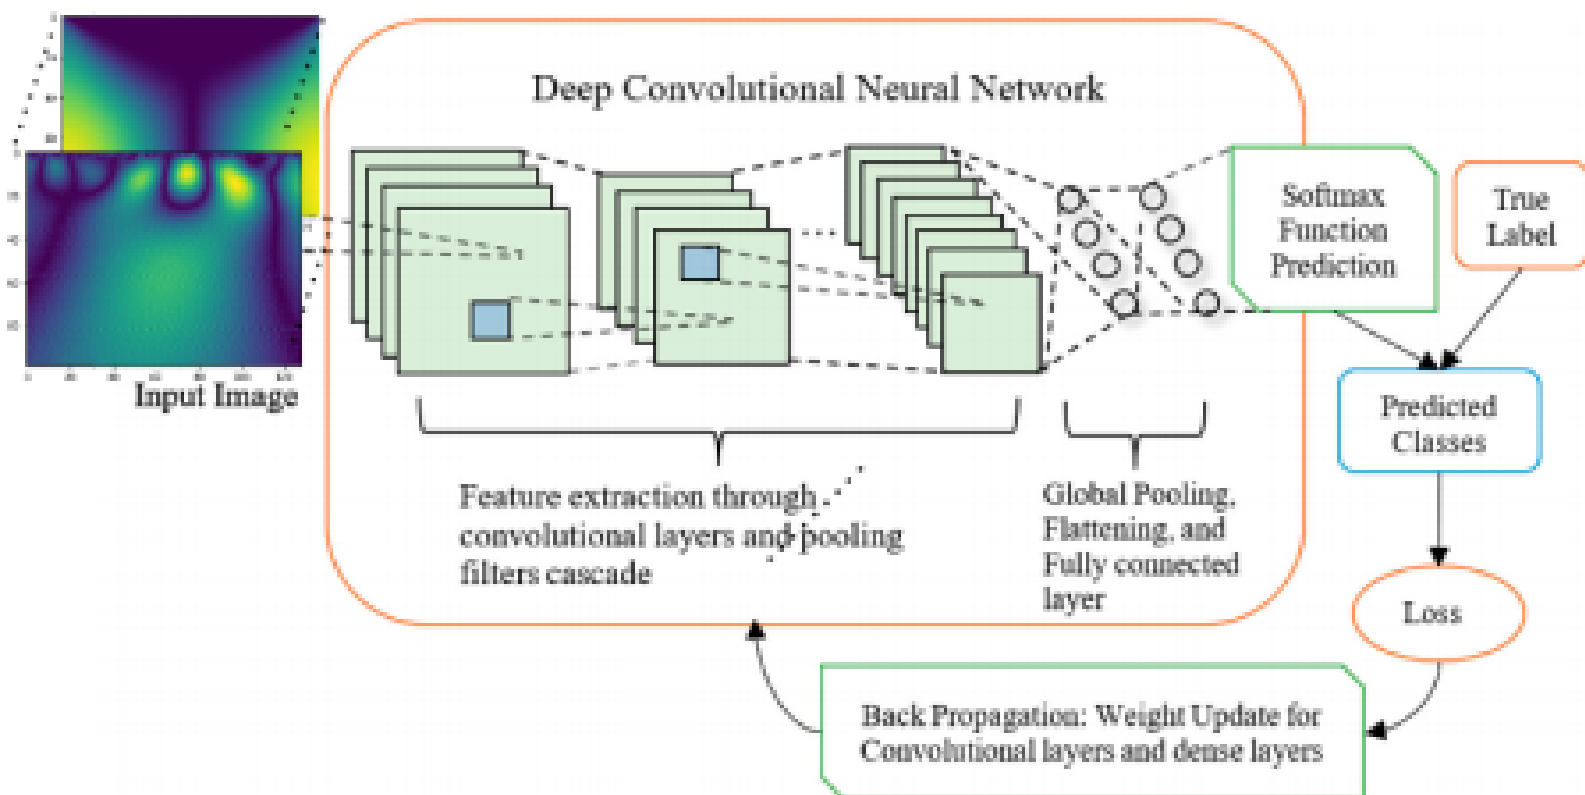 Deep Convolutional Neural Network
Input Image
Softmax
Function
Prediction
True
Label
Predicted
Classes
Feature extraction through
convolutional layers and pooling
filters cascade
Global Pooling,
Flattening, and
Fully connected
layer
Loss
Back Propagation: Weight Update for
Convolutional layers and dense layers